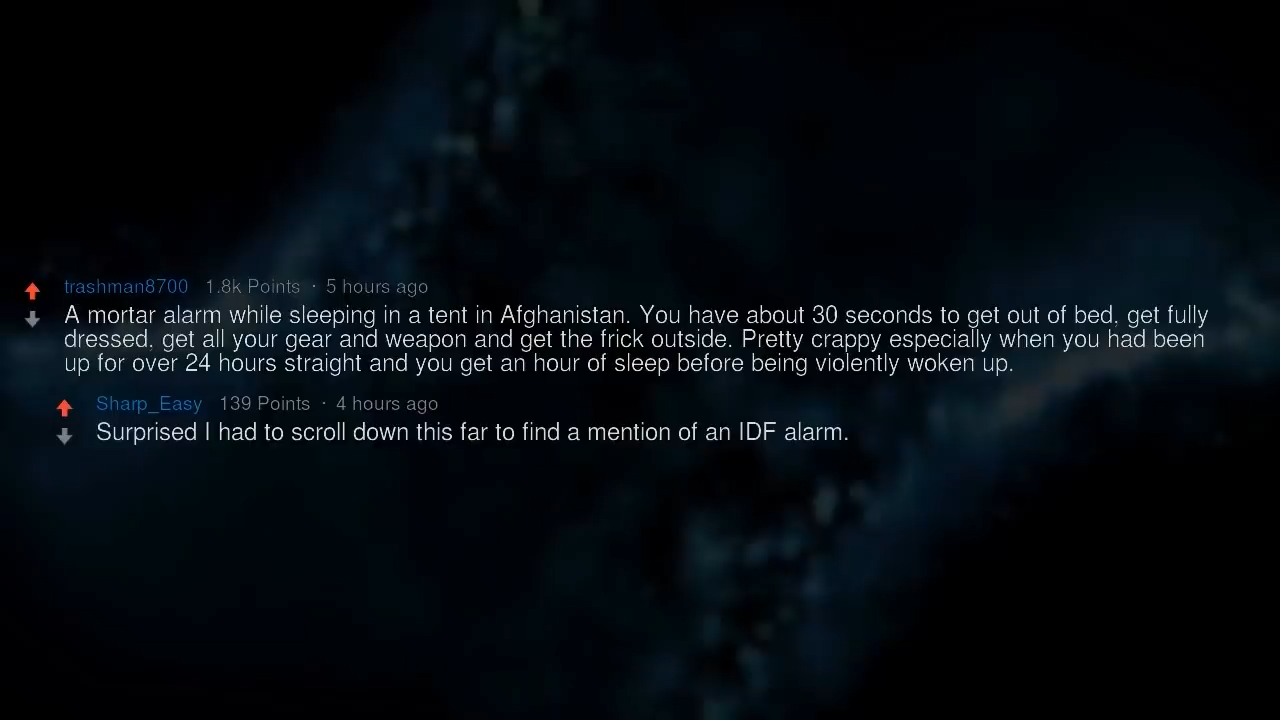 trashman8700 1.8k Points · 5 hours ago
A mortar alarm while sleeping in a tent in Afghanistan. You have about 30 seconds to get out of bed, get fully
dressed, get all your gear and weapon and get the frick outside. Pretty crappy especially when you had been
up for over 24 hours straight and you get an hour of sleep before being violently woken up.
Sharp_Easy 139 Points · 4 hours ago
Surprised I had to scroll down this far to find a mention of an IDF alarm.